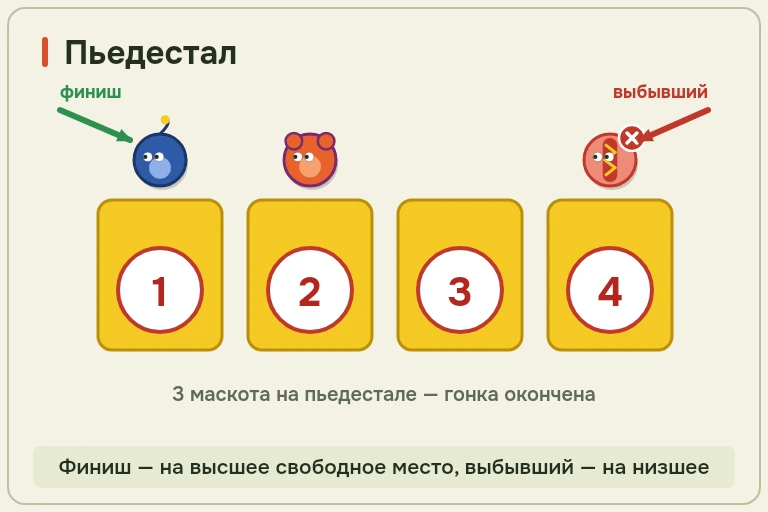 Пьедестал
финиш
выбывший
1
2
3
4
3 маскота на пьедестале — гонка окончена
Финиш — на высшее свободное место, выбывший — на низшее